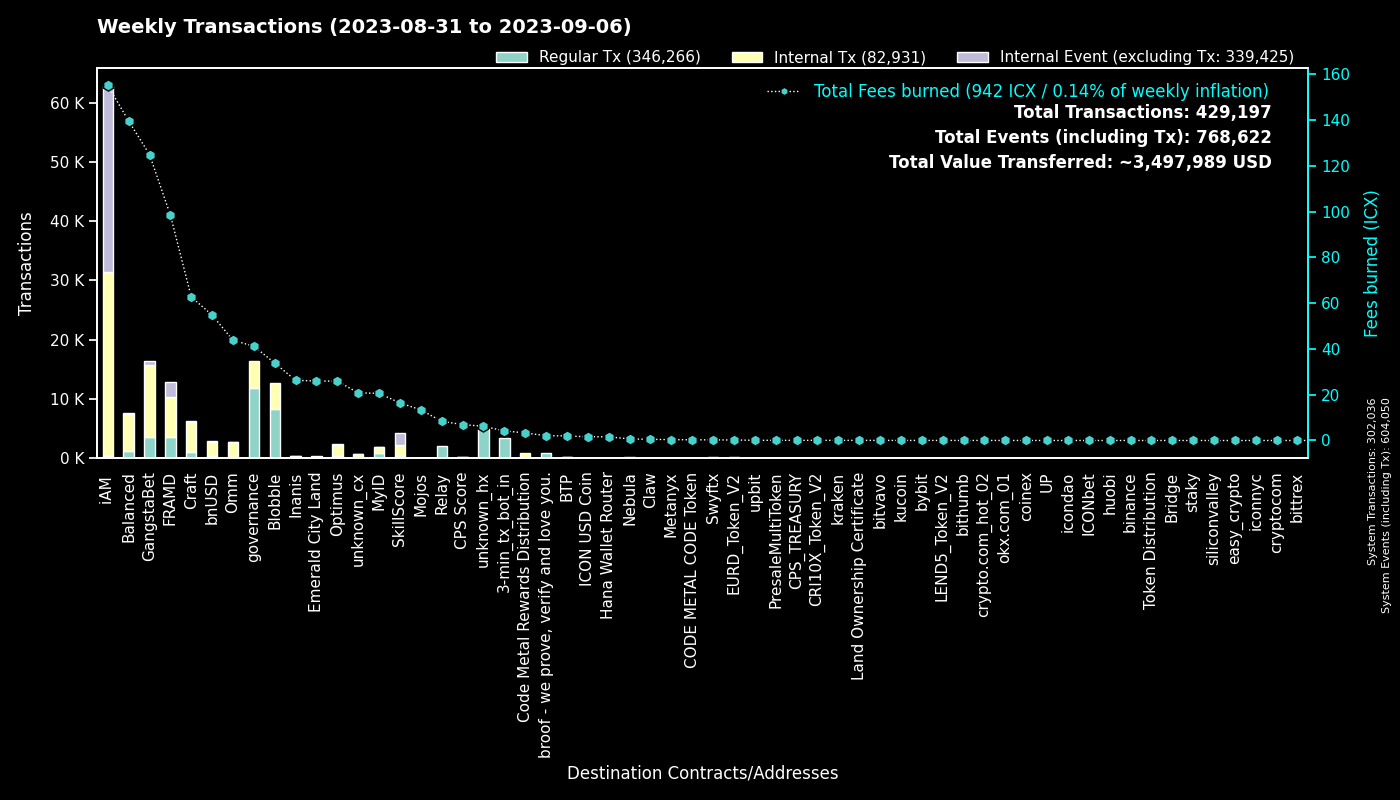 Weekly Transactions (2023-08-31 to 2023-09-06)
Regular Tx (346,266)
Internal Tx (82,931)
Internal Event (excluding Tx: 339,425)
Total Fees burned (942 ICX / 0.14% of weekly inflation)
Total Transactions: 429,197
Total Events (including Tx): 768,622
Total Value Transferred: ~3,497,989 USD
Transactions
60 K
50 K
40 K
30 K
20 K
10 K
0 K
160
140
120
100
80
60
40
20
0
Fees burned (ICX)
System Transactions: 302,036
System Events (including Tx): 604,050
iAM
Balanced
GangstaBet
FRAMD
Craft
bnUSD
Omm
governance
Blobble
Inanis
Emerald City Land
Optimus
unknown_cx
MyID
SkillScore
Mojos
Relay
CPS Score
unknown_hx
3-min_tx_bot_in
Code Metal Rewards Distribution
broof - we prove, verify and love you.
BTP
ICON USD Coin
Hana Wallet Router
Nebula
Claw
Metanyx
CODE METAL CODE Token
Swyftx
EURD_Token_V2
upbit
PresaleMultiToken
CPS_TREASURY
CRI10X_Token_V2
kraken
Land Ownership Certificate
bitvavo
kucoin
bybit
LEND5_Token_V2
bithumb
crypto.com_hot_02
okx.com_01
coinex
UP
icondao
ICONbet
huobi
binance
Token Distribution
Bridge
staky
siliconvalley
easy_crypto
iconnyc
cryptocom
bittrex
Destination Contracts/Addresses